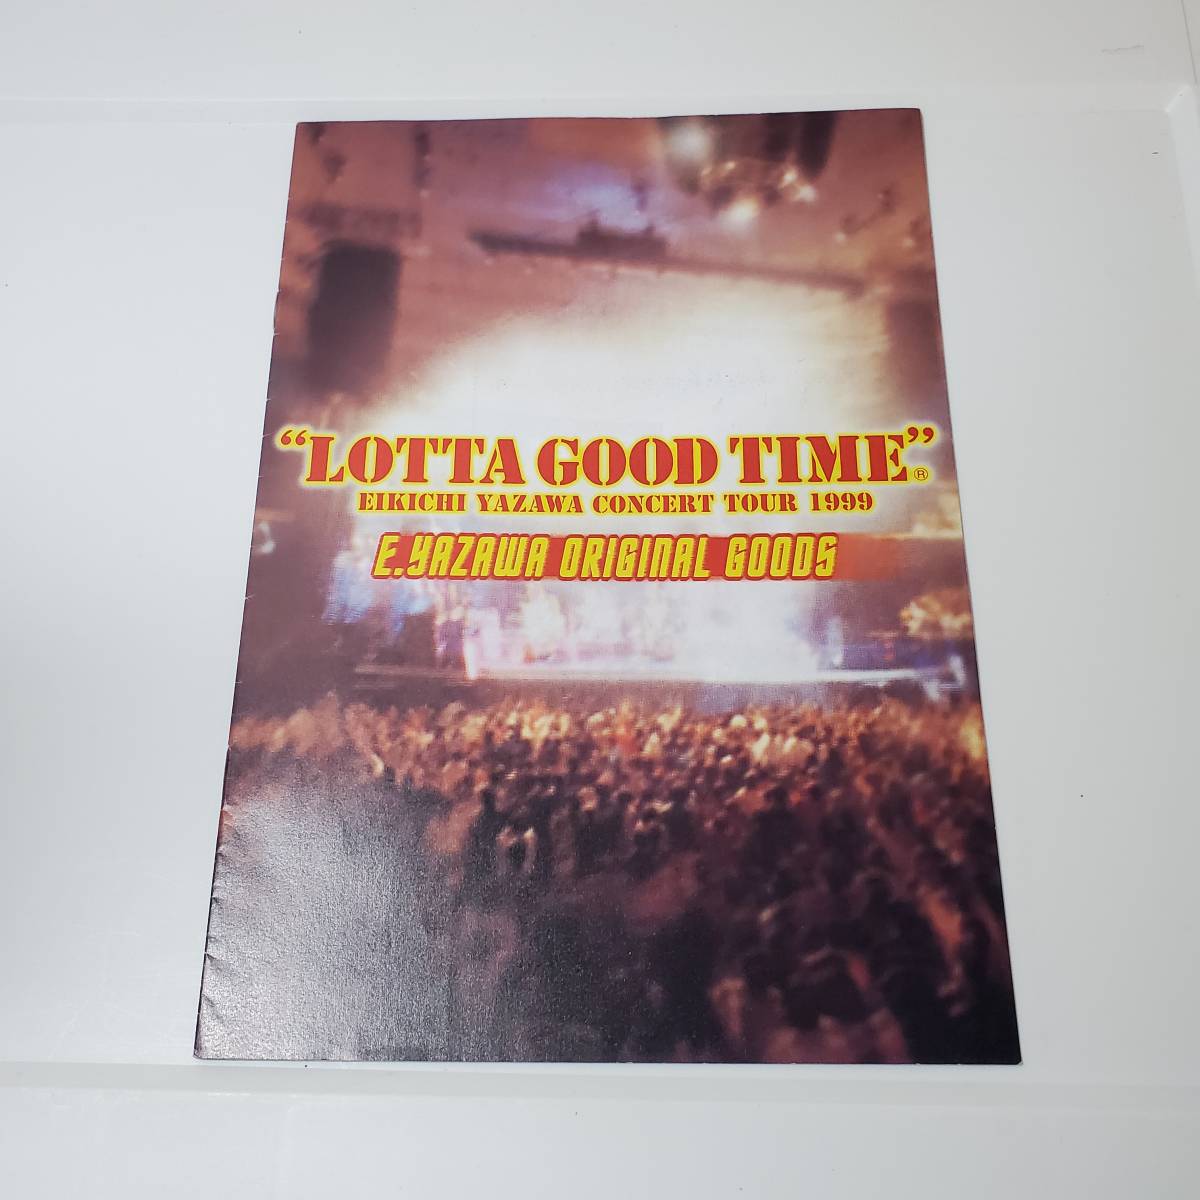 “LOTTA GOOD TIME”®
EIKICHI YAZAWA CONCERT TOUR 1999
E.YAZAWA ORIGINAL GOODS